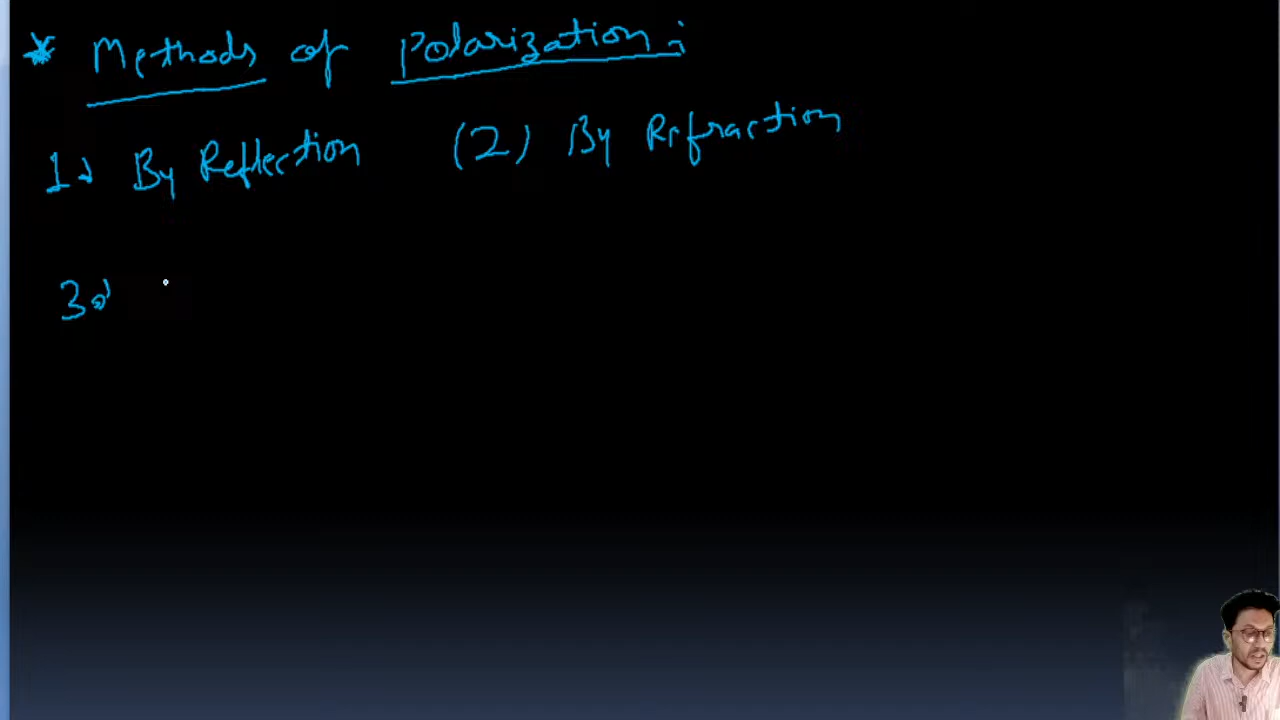 * Methods of Polarization:
1. By Reflection (2) By Refraction
3.